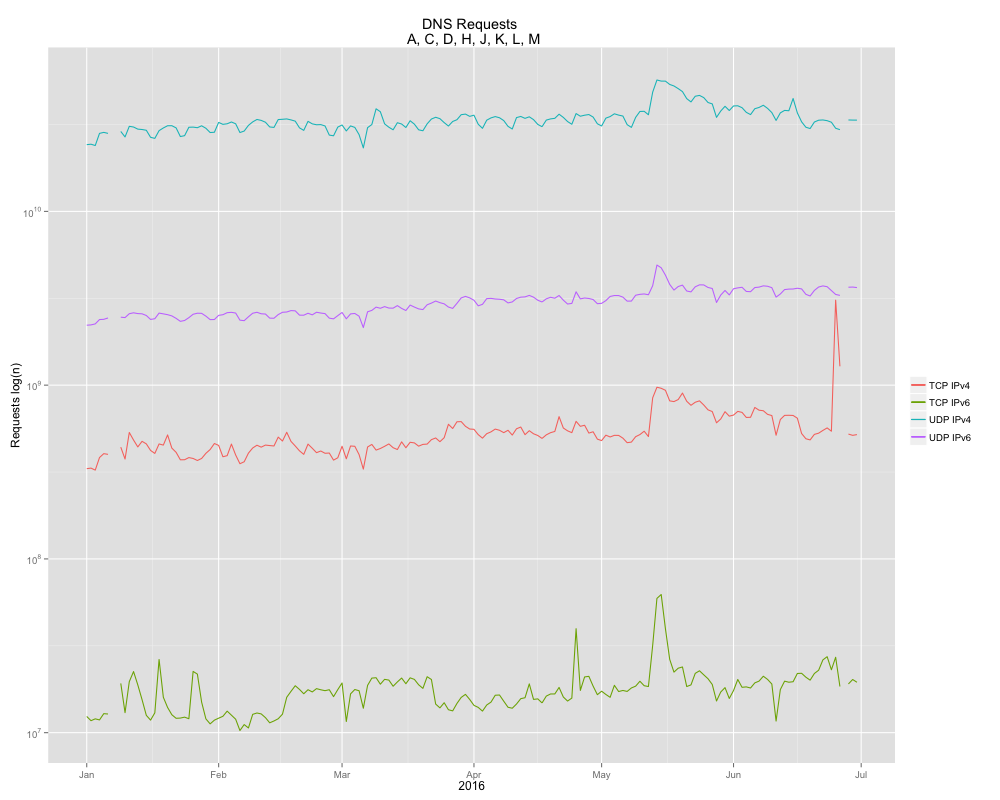 DNS Requests
A, C, D, H, J, K, L, M
Requests log(n)
10^10
10^9
10^8
10^7
Jan Feb Mar Apr May Jun Jul
2016
TCP IPv4
TCP IPv6
UDP IPv4
UDP IPv6